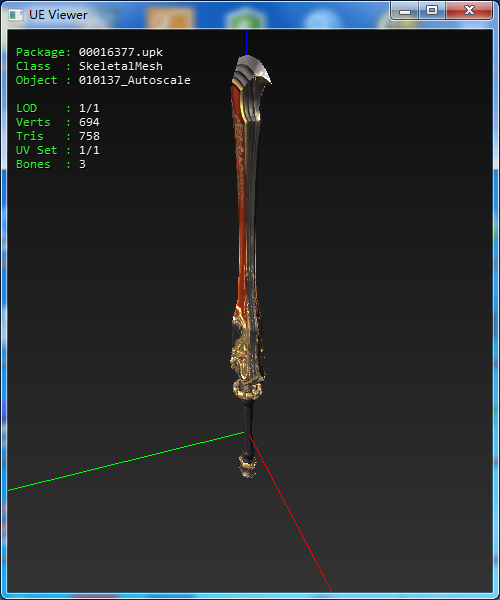 UE Viewer
Package: 00016377.upk
Class  : SkeletalMesh
Object : 010137_Autoscale
LOD    : 1/1
Verts  : 694
Tris   : 758
UV Set : 1/1
Bones  : 3